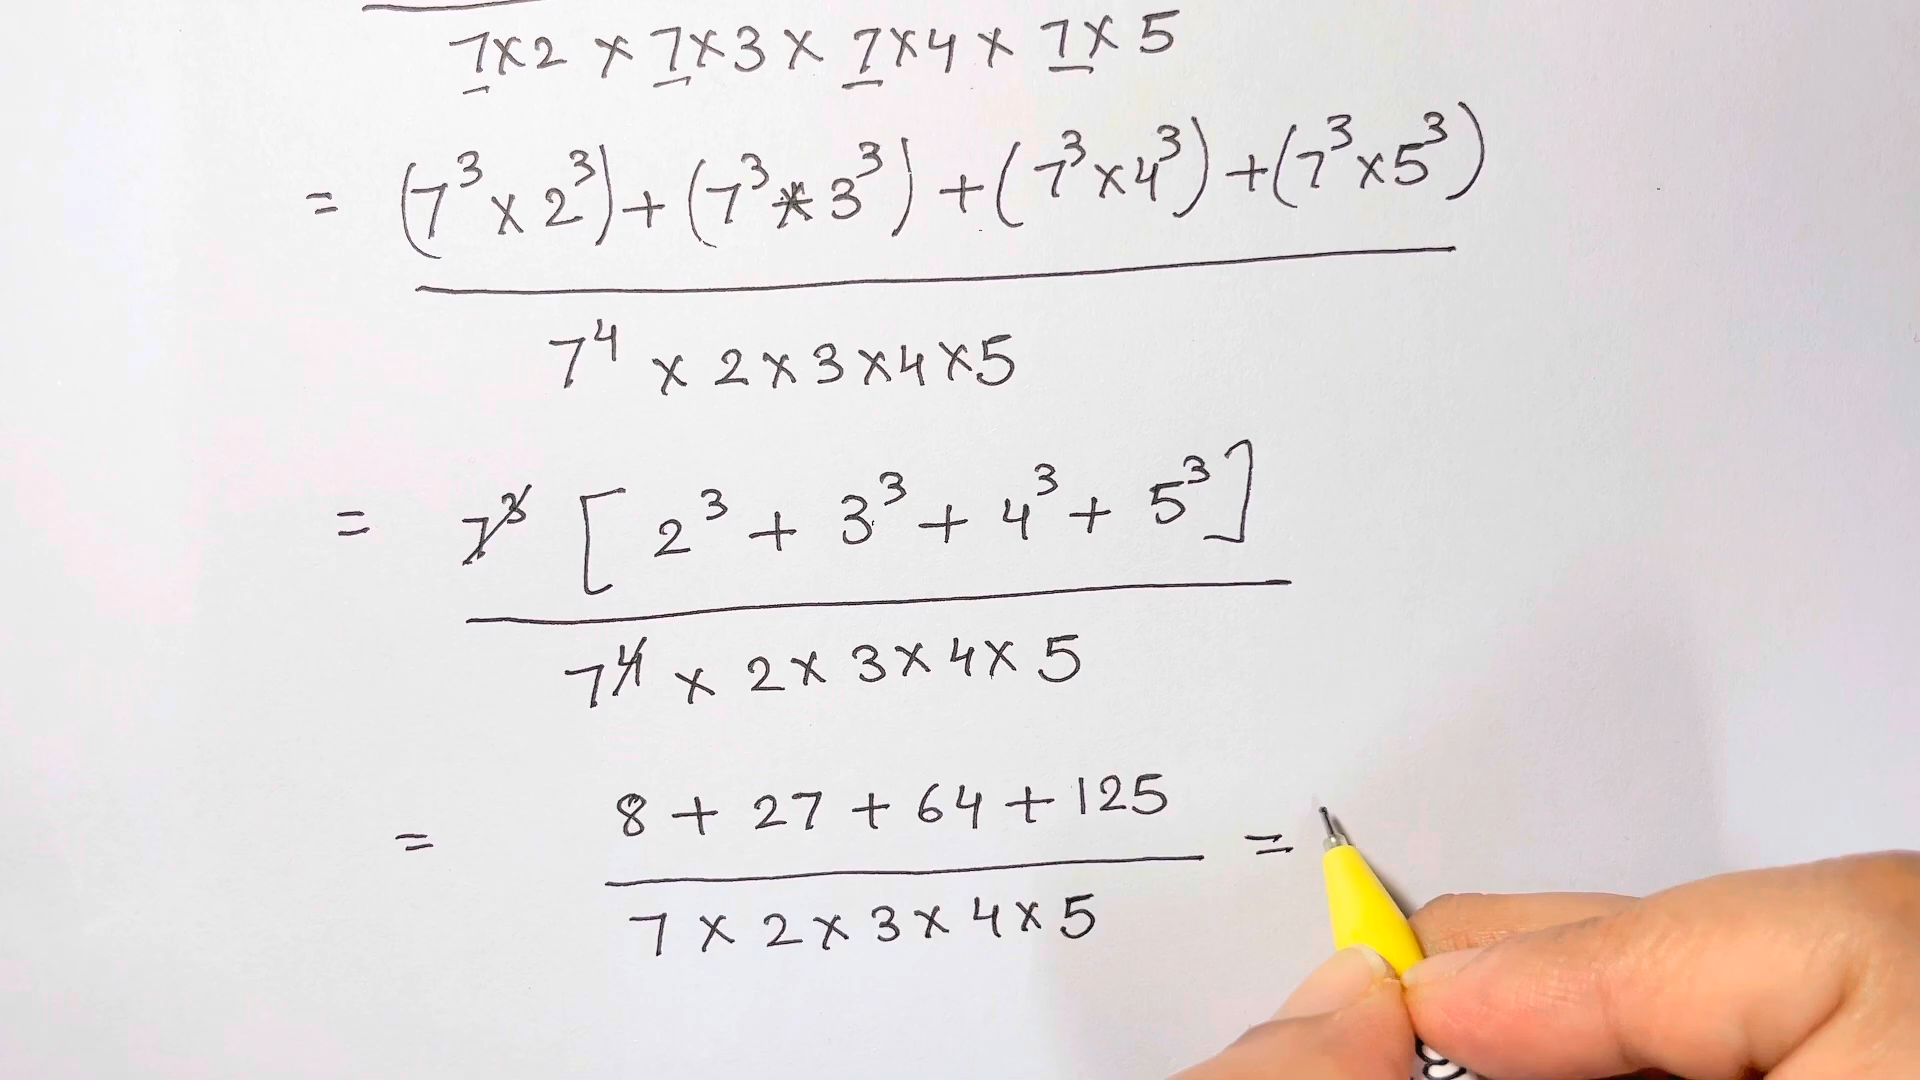 7×2 × 7×3 × 7×4 × 7×5
= (7³ × 2³) + (7³ × 3³) + (7³ × 4³) + (7³ × 5³)
7⁴ × 2 × 3 × 4 × 5
= 7³ [ 2³ + 3³ + 4³ + 5³ ]
7⁴ × 2 × 3 × 4 × 5
= 8 + 27 + 64 + 125 =
7 × 2 × 3 × 4 × 5